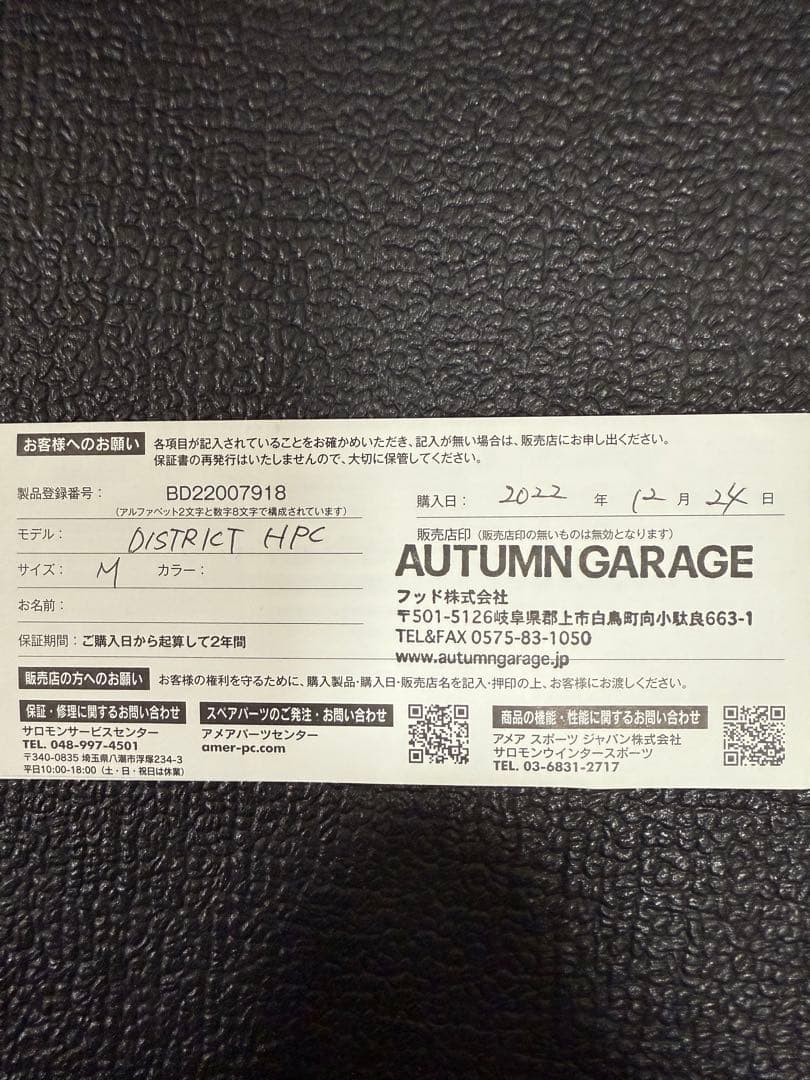 お客様へのお願い 各項目が記入されていることをお確かめいただき、記入が無い場合は、販売店にお申し出ください。
保証書の再発行はいたしませんので、大切に保管してください。
製品登録番号： BD22007918
（アルファベット2文字と数字8文字で構成されています）
購入日： 2022 年 12 月 24 日
モデル： DISTRICT HPC
サイズ： M カラー：
お名前：
保証期間：ご購入日から起算して2年間
販売店印（販売店印の無いものは無効となります）
AUTUMN GARAGE
フッド株式会社
〒501-5126岐阜県郡上市白鳥町向小駄良663-1
TEL&FAX 0575-83-1050
www.autumngarage.jp
販売店の方へのお願い お客様の権利を守るために、購入製品・購入日・販売店名を記入・押印の上、お客様にお渡しください。
保証・修理に関するお問い合わせ
サロモンサービスセンター
TEL. 048-997-4501
〒340-0835 埼玉県八潮市浮塚234-3
平日10:00-18:00（土・日・祝日は休業）
スペアパーツのご発注・お問い合わせ
アメアパーツセンター
amer-pc.com
商品の機能・性能に関するお問い合わせ
アメア スポーツ ジャパン株式会社
サロモンウインタースポーツ
TEL. 03-6831-2717